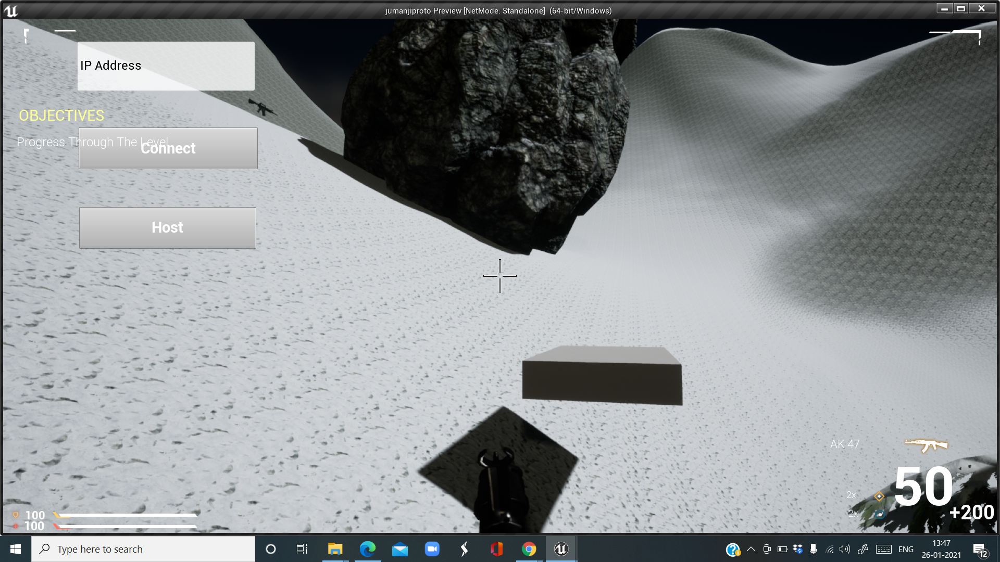 jumanjiproto Preview [NetMode: Standalone] (64-bit/Windows)
IP Address
OBJECTIVES
Progress Through The Level
Connect
Host
AK 47
50
2x
+200
2x
100
100
Type here to search
ENG
13:47
26-01-2021
12